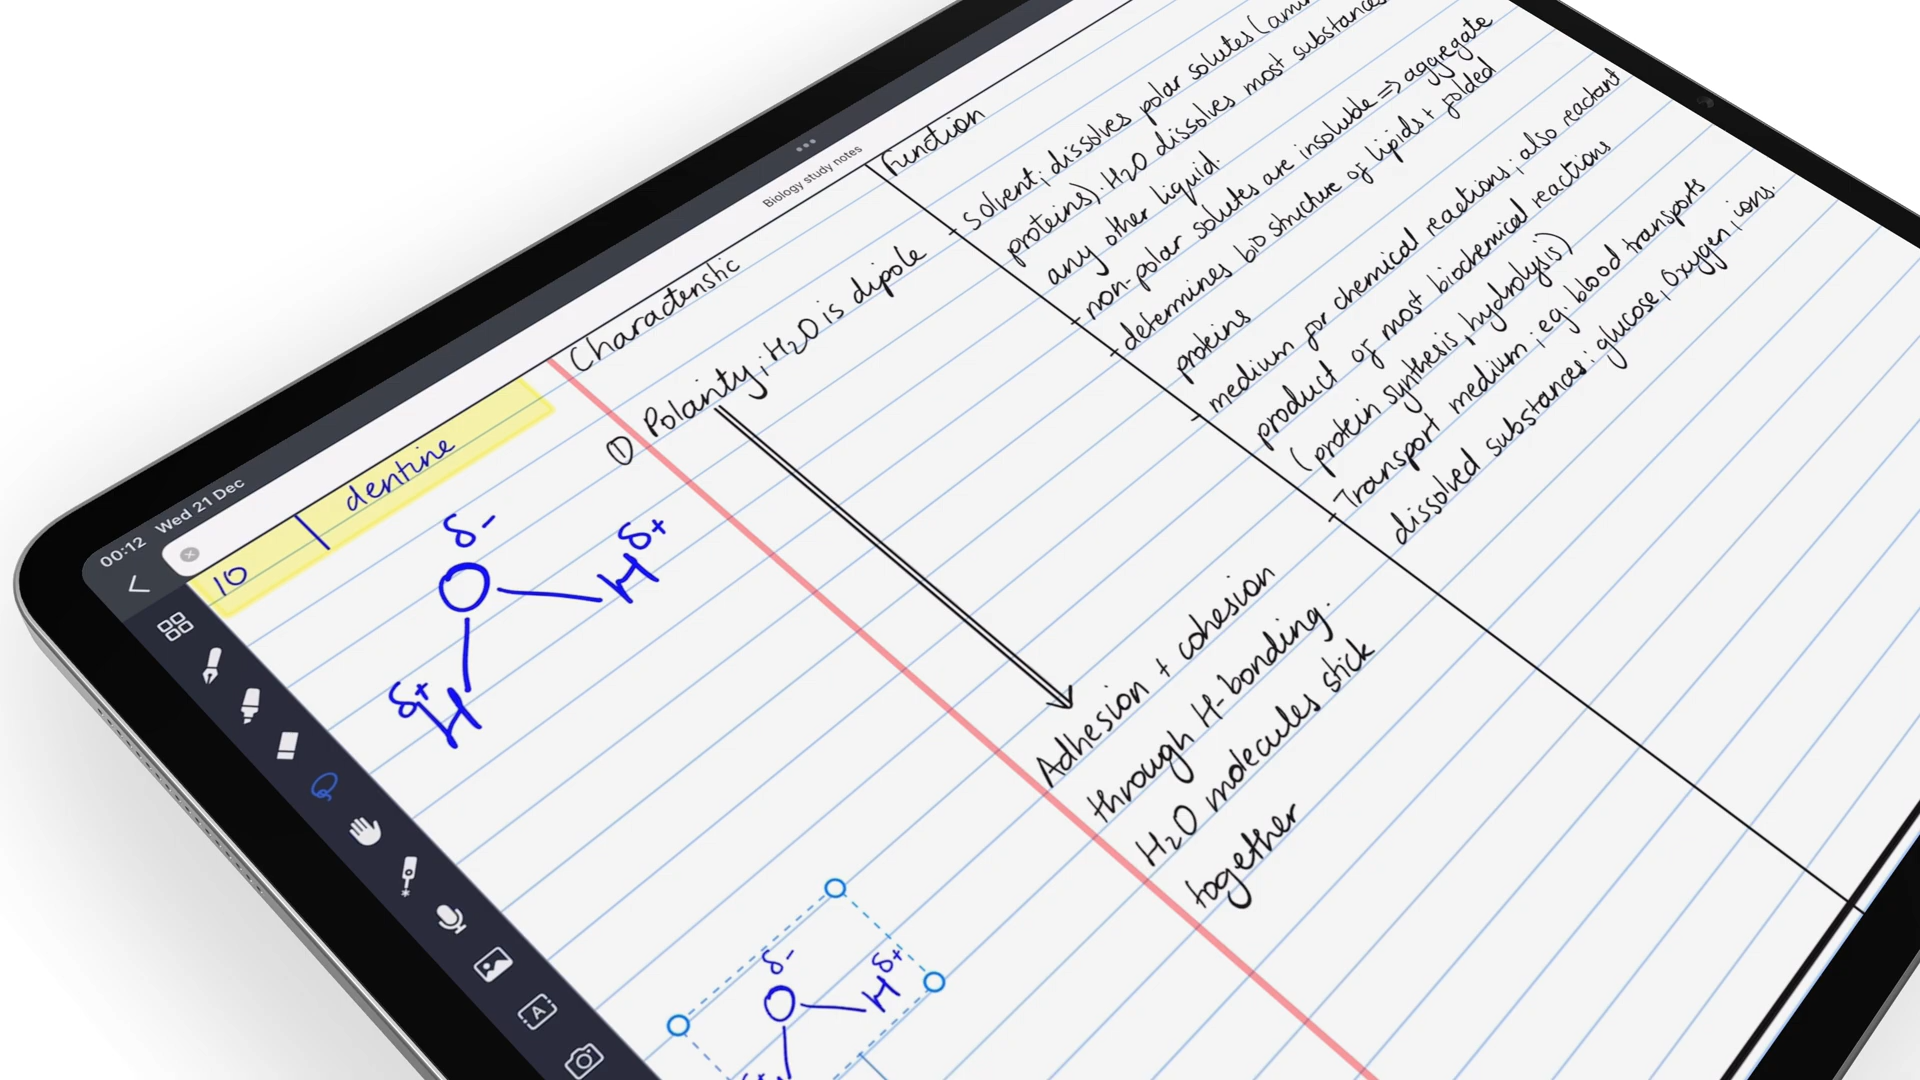 00:12 Wed 21 Dec
Biology study notes
10 | dentine
Characteristic
Function
① Polarity; H₂O is dipole
- solvent; dissolves polar solutes (amin
proteins). H₂O dissolves most substances
any other liquid.
- non-polar solutes are insoluble => aggregate
- determines bio structure of lipids + folded
proteins
- medium for chemical reactions; also reactant
product of most biochemical reactions
(protein synthesis, hydrolysis)
- Transport medium; eg. blood transports
dissolved substances: glucose, oxygen, ions.
δ-
O
H δ+
δ+
H
Adhesion + cohesion
through H-bonding.
H₂O molecules stick
together
δ-
O
H δ+
δ+
A